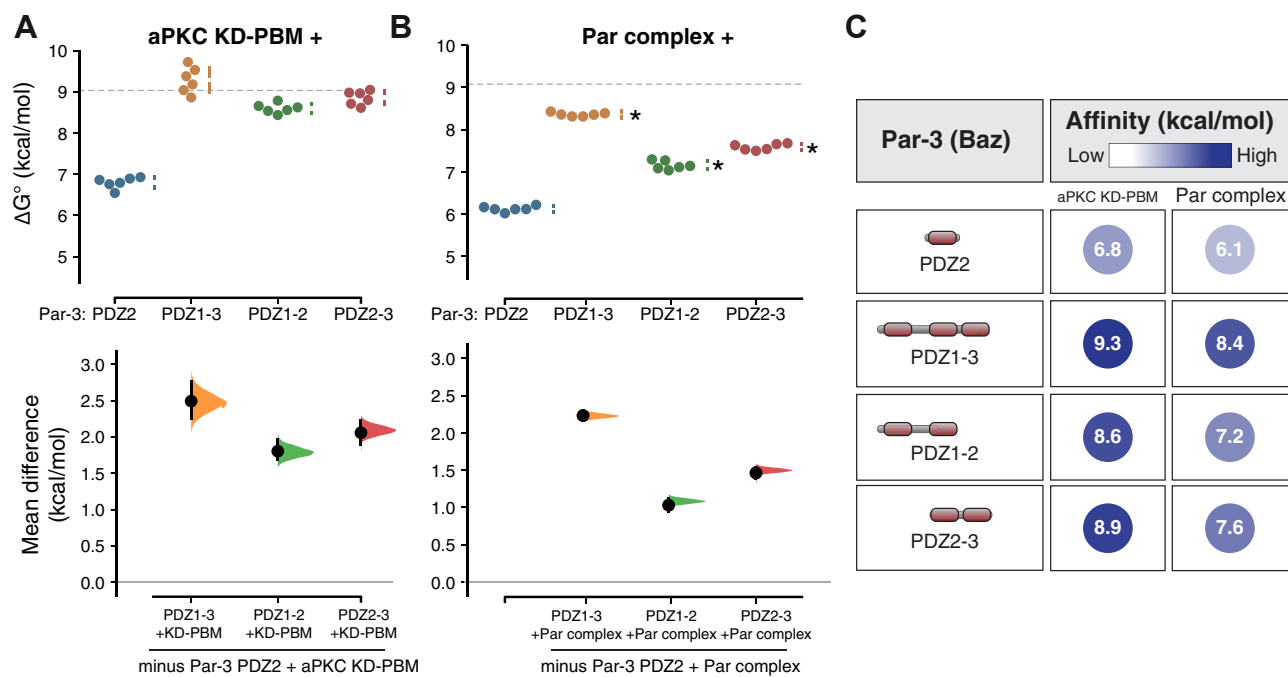 A
aPKC KD-PBM +
10
9
8
7
6
5
ΔG° (kcal/mol)
Par-3: PDZ2 PDZ1-3 PDZ1-2 PDZ2-3
3.0
2.5
2.0
1.5
1.0
0.5
0.0
Mean difference
(kcal/mol)
PDZ1-3 PDZ1-2 PDZ2-3
+KD-PBM +KD-PBM +KD-PBM
minus Par-3 PDZ2 + aPKC KD-PBM
B
Par complex +
10
9
8
7
6
5
*
*
*
Par-3: PDZ2 PDZ1-3 PDZ1-2 PDZ2-3
3.0
2.5
2.0
1.5
1.0
0.5
0.0
PDZ1-3 PDZ1-2 PDZ2-3
+Par complex +Par complex +Par complex
minus Par-3 PDZ2 + Par complex
C
Par-3 (Baz)
Affinity (kcal/mol)
Low High
aPKC KD-PBM Par complex
PDZ2 6.8 6.1
PDZ1-3 9.3 8.4
PDZ1-2 8.6 7.2
PDZ2-3 8.9 7.6